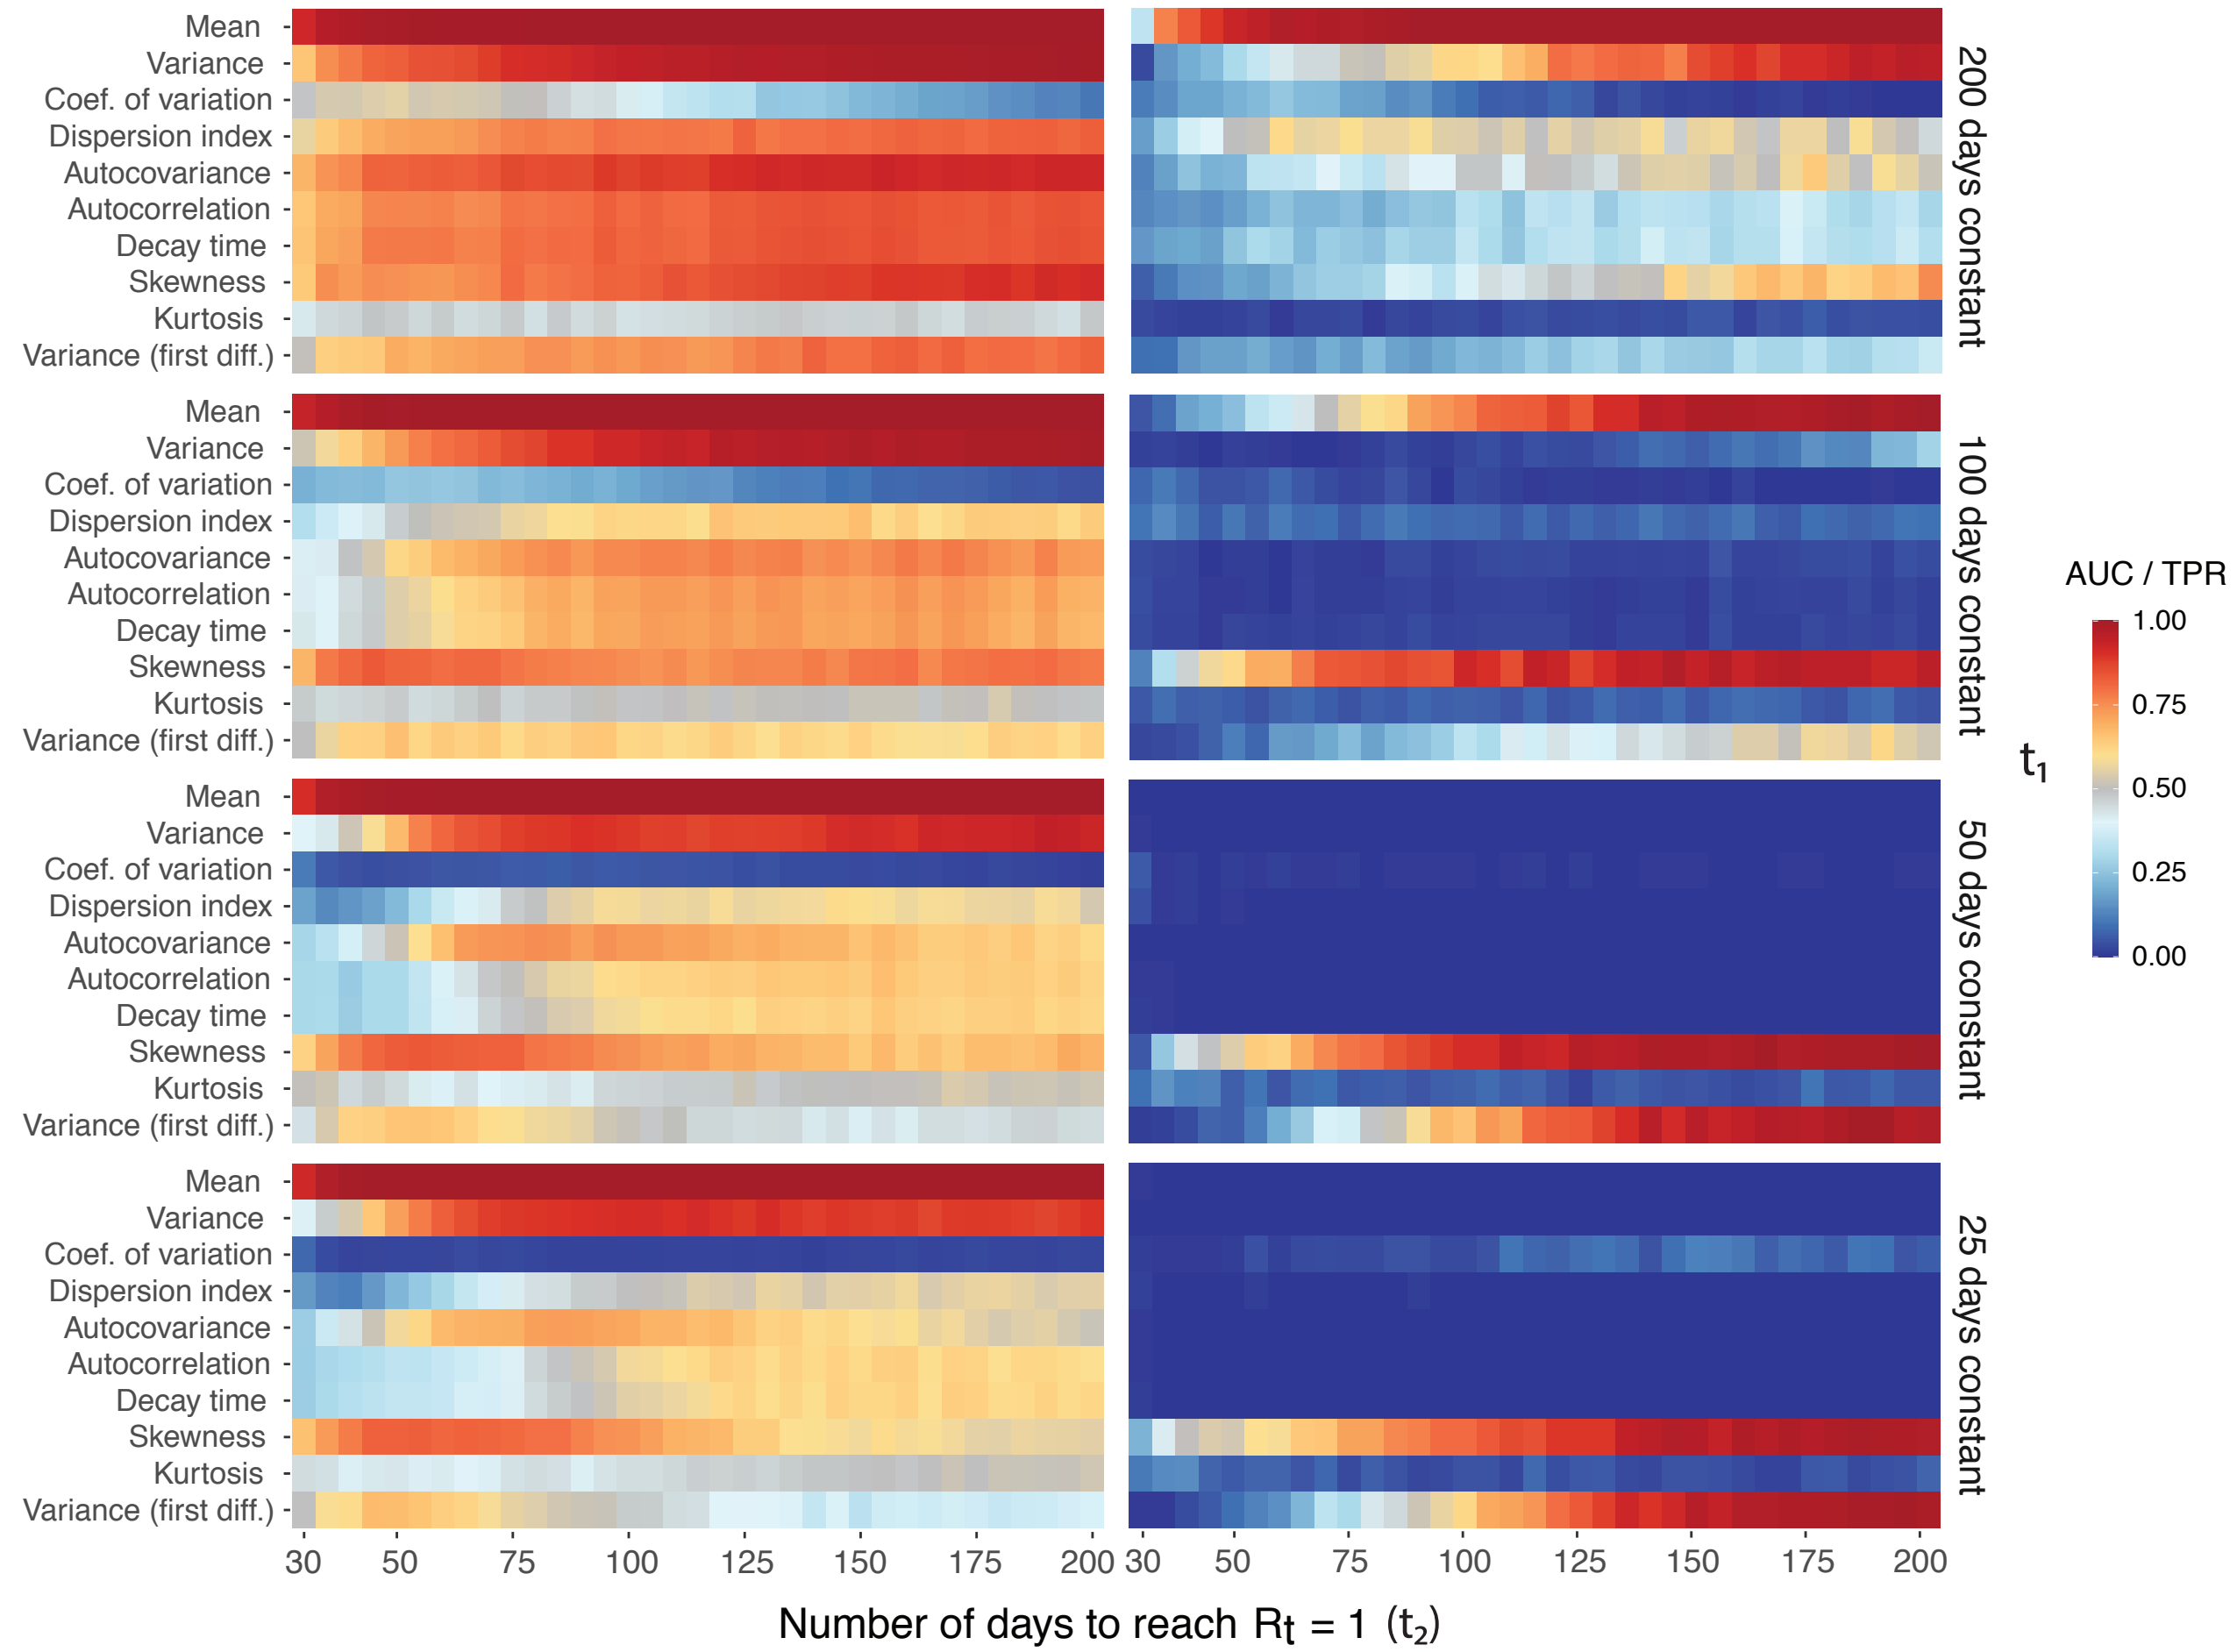 Mean
Variance
Coef. of variation
Dispersion index
Autocovariance
Autocorrelation
Decay time
Skewness
Kurtosis
Variance (first diff.)
200 days constant
Mean
Variance
Coef. of variation
Dispersion index
Autocovariance
Autocorrelation
Decay time
Skewness
Kurtosis
Variance (first diff.)
100 days constant
Mean
Variance
Coef. of variation
Dispersion index
Autocovariance
Autocorrelation
Decay time
Skewness
Kurtosis
Variance (first diff.)
50 days constant
Mean
Variance
Coef. of variation
Dispersion index
Autocovariance
Autocorrelation
Decay time
Skewness
Kurtosis
Variance (first diff.)
25 days constant
30 50 75 100 125 150 175 200
30 50 75 100 125 150 175 200
Number of days to reach Rt = 1 (t₂)
t₁
AUC / TPR
1.00
0.75
0.50
0.25
0.00